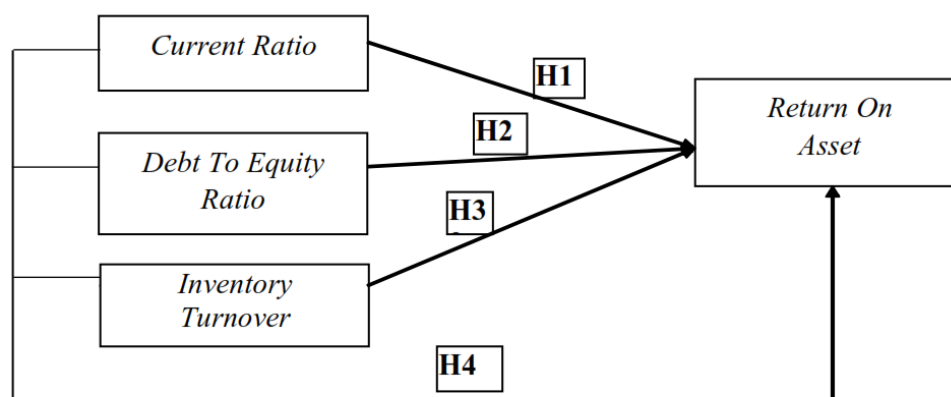 Current Ratio
H1
Return On
Asset
H2
Debt To Equity
Ratio
H3
Inventory
Turnover
H4